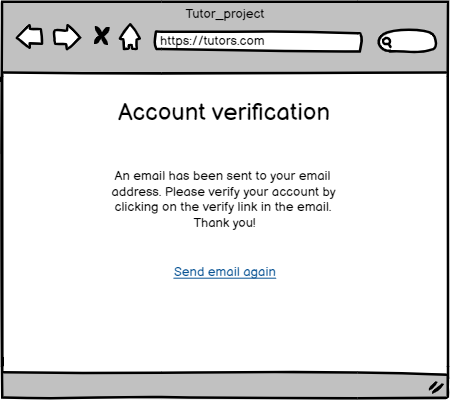 Tutor_project
https://tutors.com
Account verification
An email has been sent to your email
address. Please verify your account by
clicking on the verify link in the email.
Thank you!
Send email again